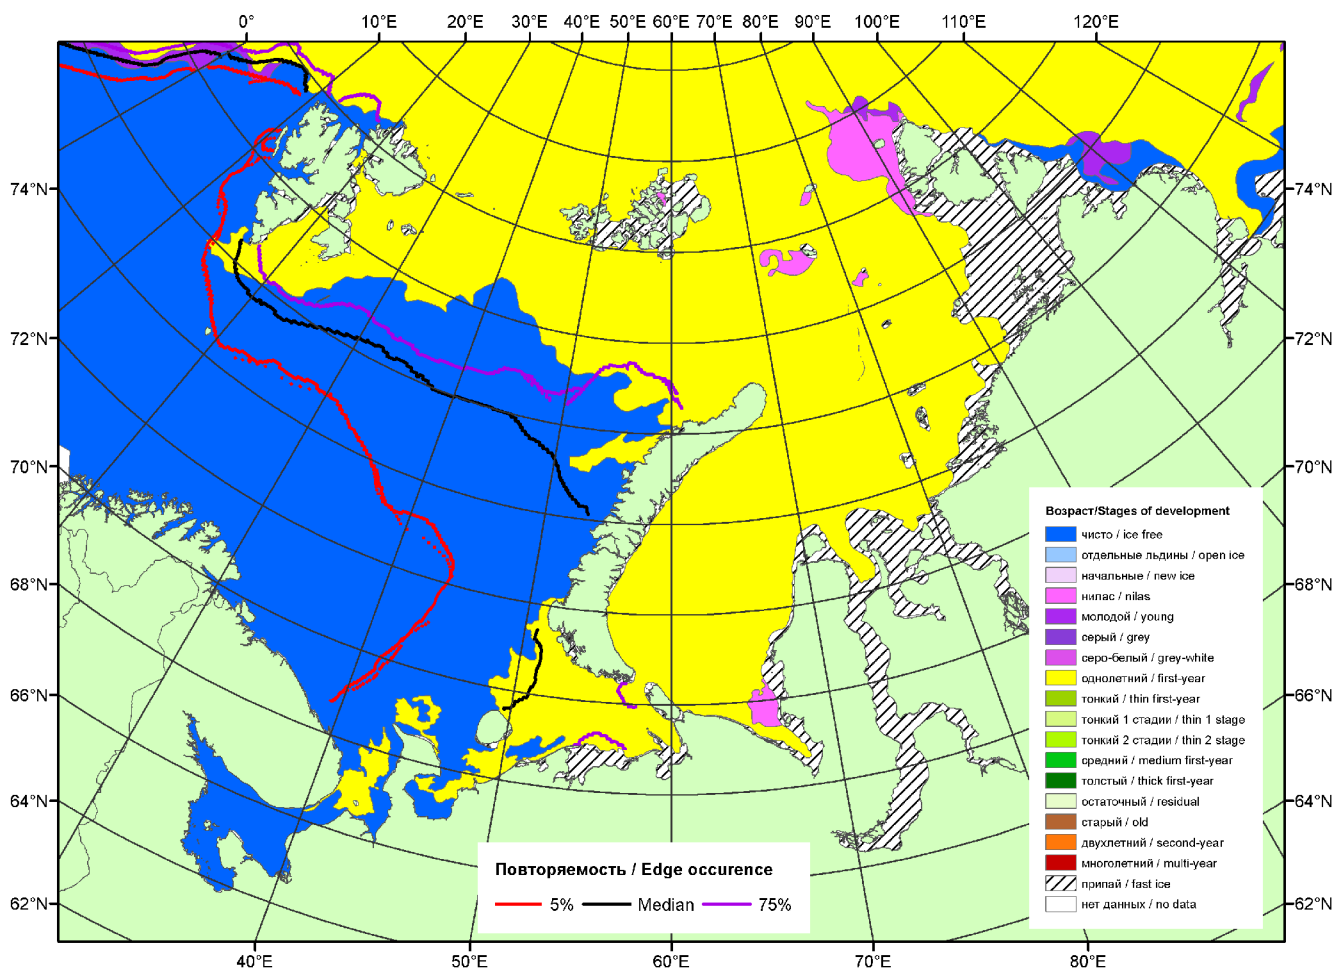 0° 10°E 20°E 30°E 40°E 50°E 60°E 70°E 80°E 90°E 100°E 110°E 120°E
74°N 74°N
72°N 72°N
70°N 70°N
Возраст/Stages of development
чисто / ice free
отдельные льдины / open ice
начальные / new ice
68°N 68°N
нилас / nilas
молодой / young
серый / grey
серо-белый / grey-white
однолетний / first-year
66°N 66°N
тонкий / thin first-year
тонкий 1 стадии / thin 1 stage
тонкий 2 стадии / thin 2 stage
средний / medium first-year
толстый / thick first-year
64°N 64°N
остаточный / residual
старый / old
двухлетний / second-year
многолетний / multi-year
припай / fast ice
нет данных / no data
Повторяемость / Edge occurence
5% Median 75%
62°N 62°N
40°E 50°E 60°E 70°E 80°E